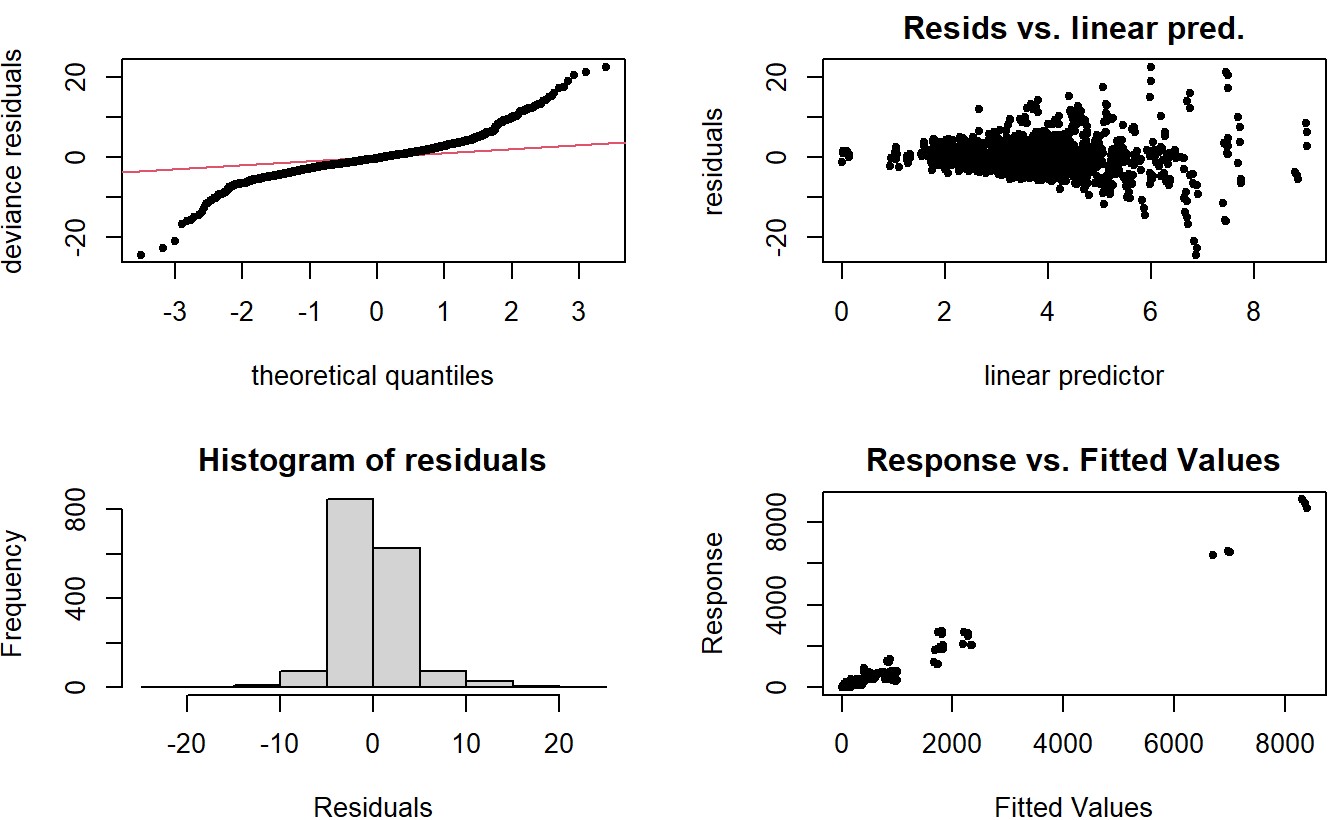 deviance residuals
20
0
-20
-3 -2 -1 0 1 2 3
theoretical quantiles
Resids vs. linear pred.
residuals
20
0
-20
0 2 4 6 8
linear predictor
Histogram of residuals
Frequency
800
400
0
-20 -10 0 10 20
Residuals
Response vs. Fitted Values
Response
8000
4000
0
0 2000 4000 6000 8000
Fitted Values